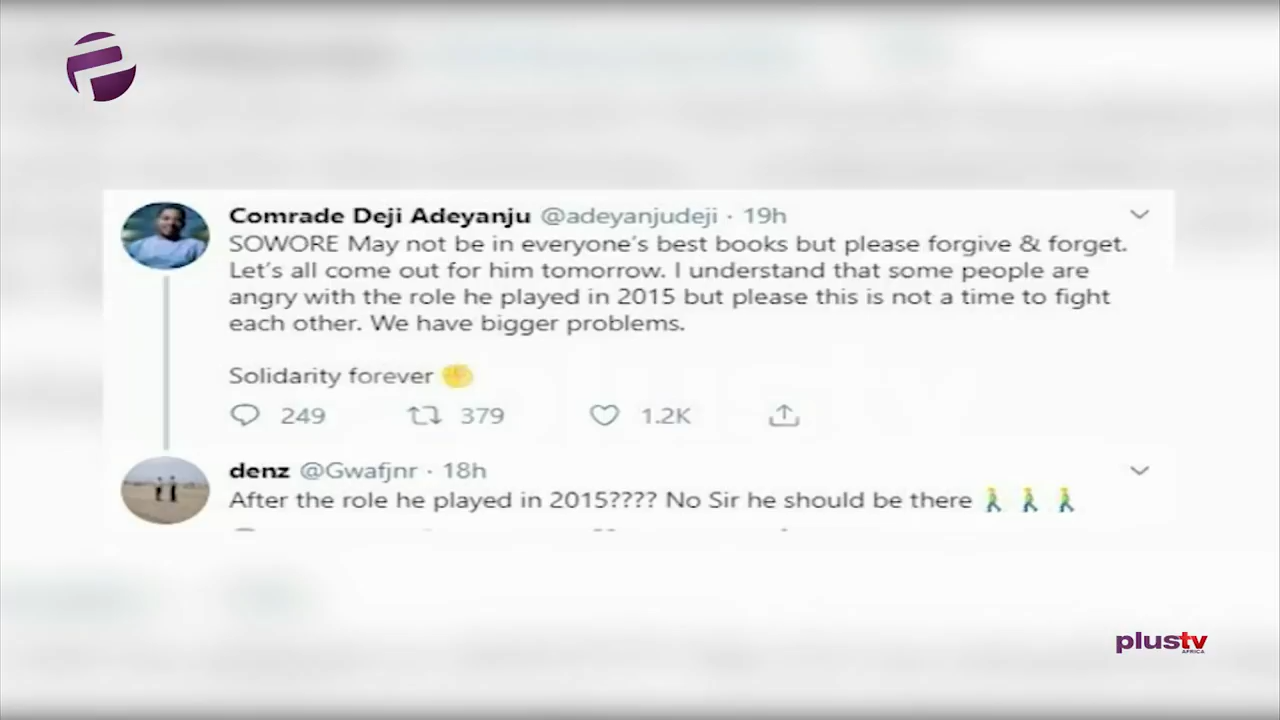 Comrade Deji Adeyanju @adeyanjudeji · 19h
SOWORE May not be in everyone's best books but please forgive & forget.
Let's all come out for him tomorrow. I understand that some people are
angry with the role he played in 2015 but please this is not a time to fight
each other. We have bigger problems.
Solidarity forever ✊
249 379 1.2K
denz @Gwafjnr · 18h
After the role he played in 2015???? No Sir he should be there 🚶‍♂️ 🚶‍♂️ 🚶‍♂️
plustv
AFRICA